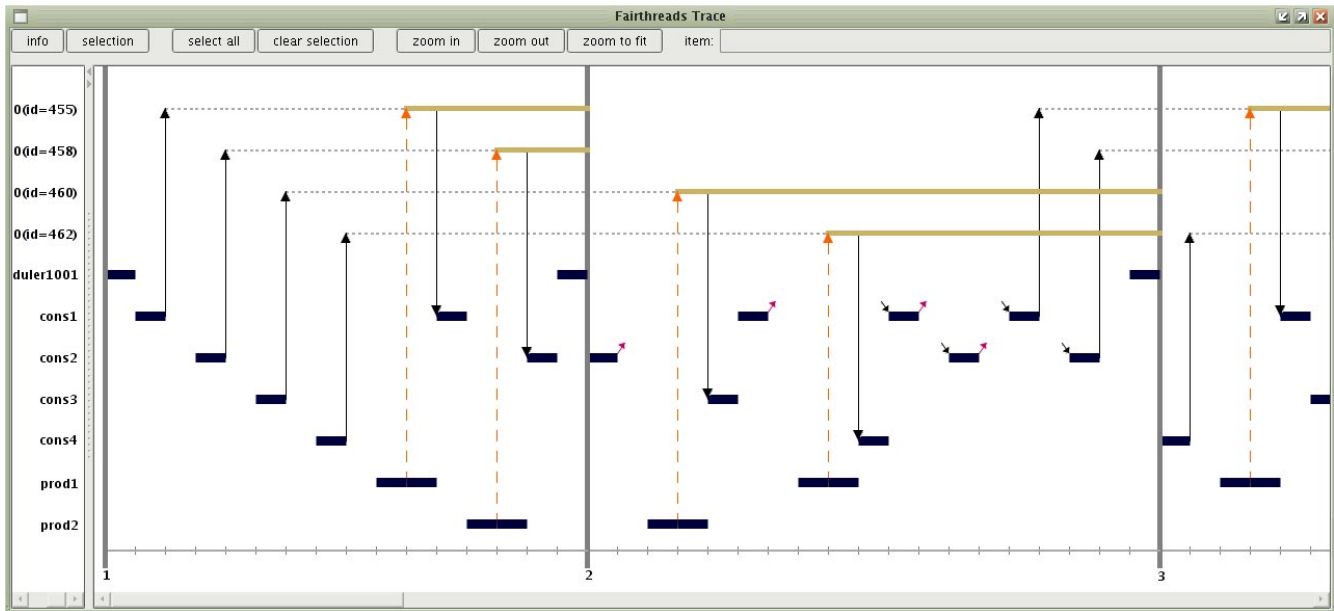 Fairthreads Trace
info selection select all clear selection zoom in zoom out zoom to fit item:
0(id=455)
0(id=458)
0(id=460)
0(id=462)
duler1001
cons1
cons2
cons3
cons4
prod1
prod2
1 2 3